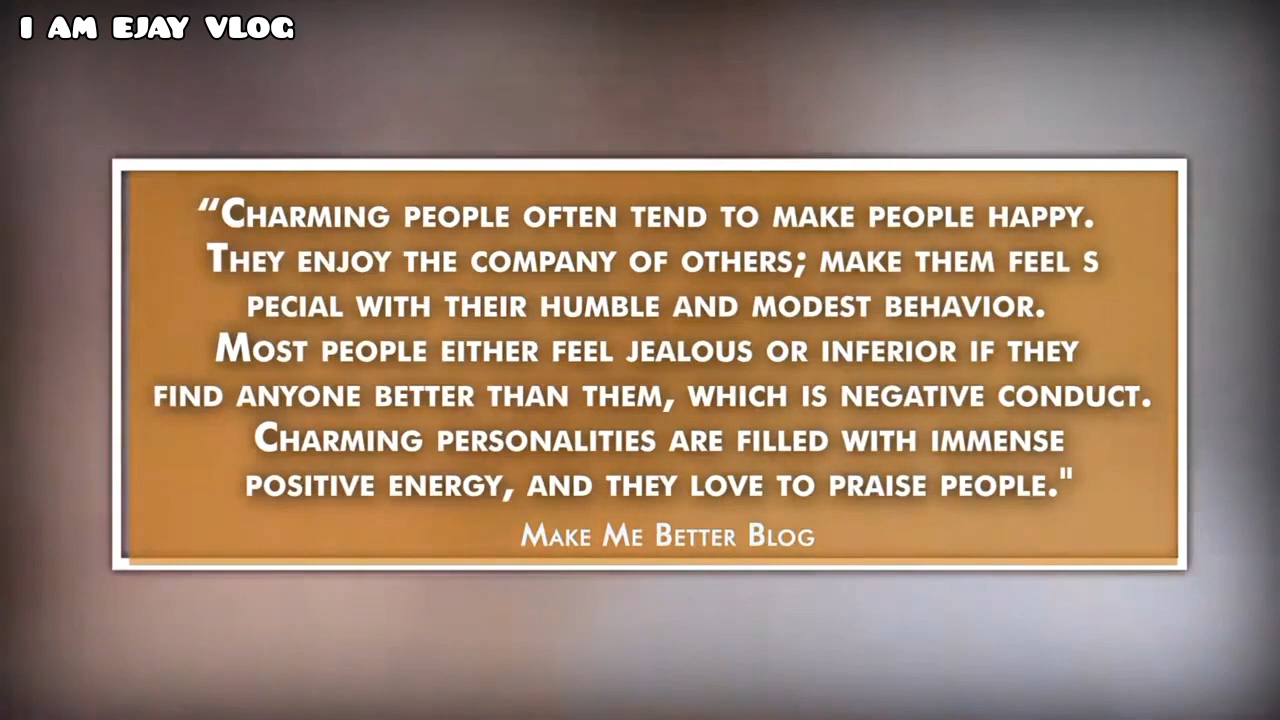 I AM EJAY VLOG
“Charming people often tend to make people happy.
They enjoy the company of others; make them feel s
pecial with their humble and modest behavior.
Most people either feel jealous or inferior if they
find anyone better than them, which is negative conduct.
Charming personalities are filled with immense
positive energy, and they love to praise people."
Make Me Better Blog